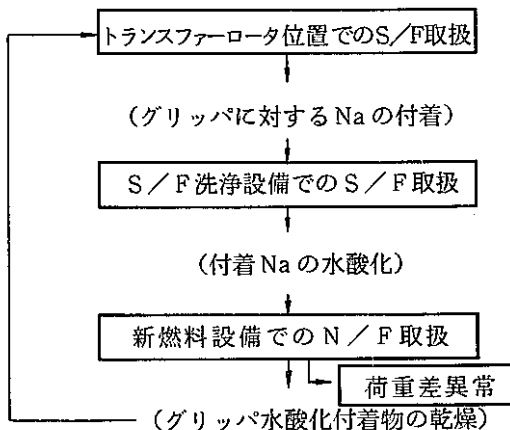 トランスファーロータ位置でのS/F取扱
(グリッパに対するNaの付着)
S/F洗浄設備でのS/F取扱
(付着Naの水酸化)
新燃料設備でのN/F取扱
荷重差異常
(グリッパ水酸化付着物の乾燥)